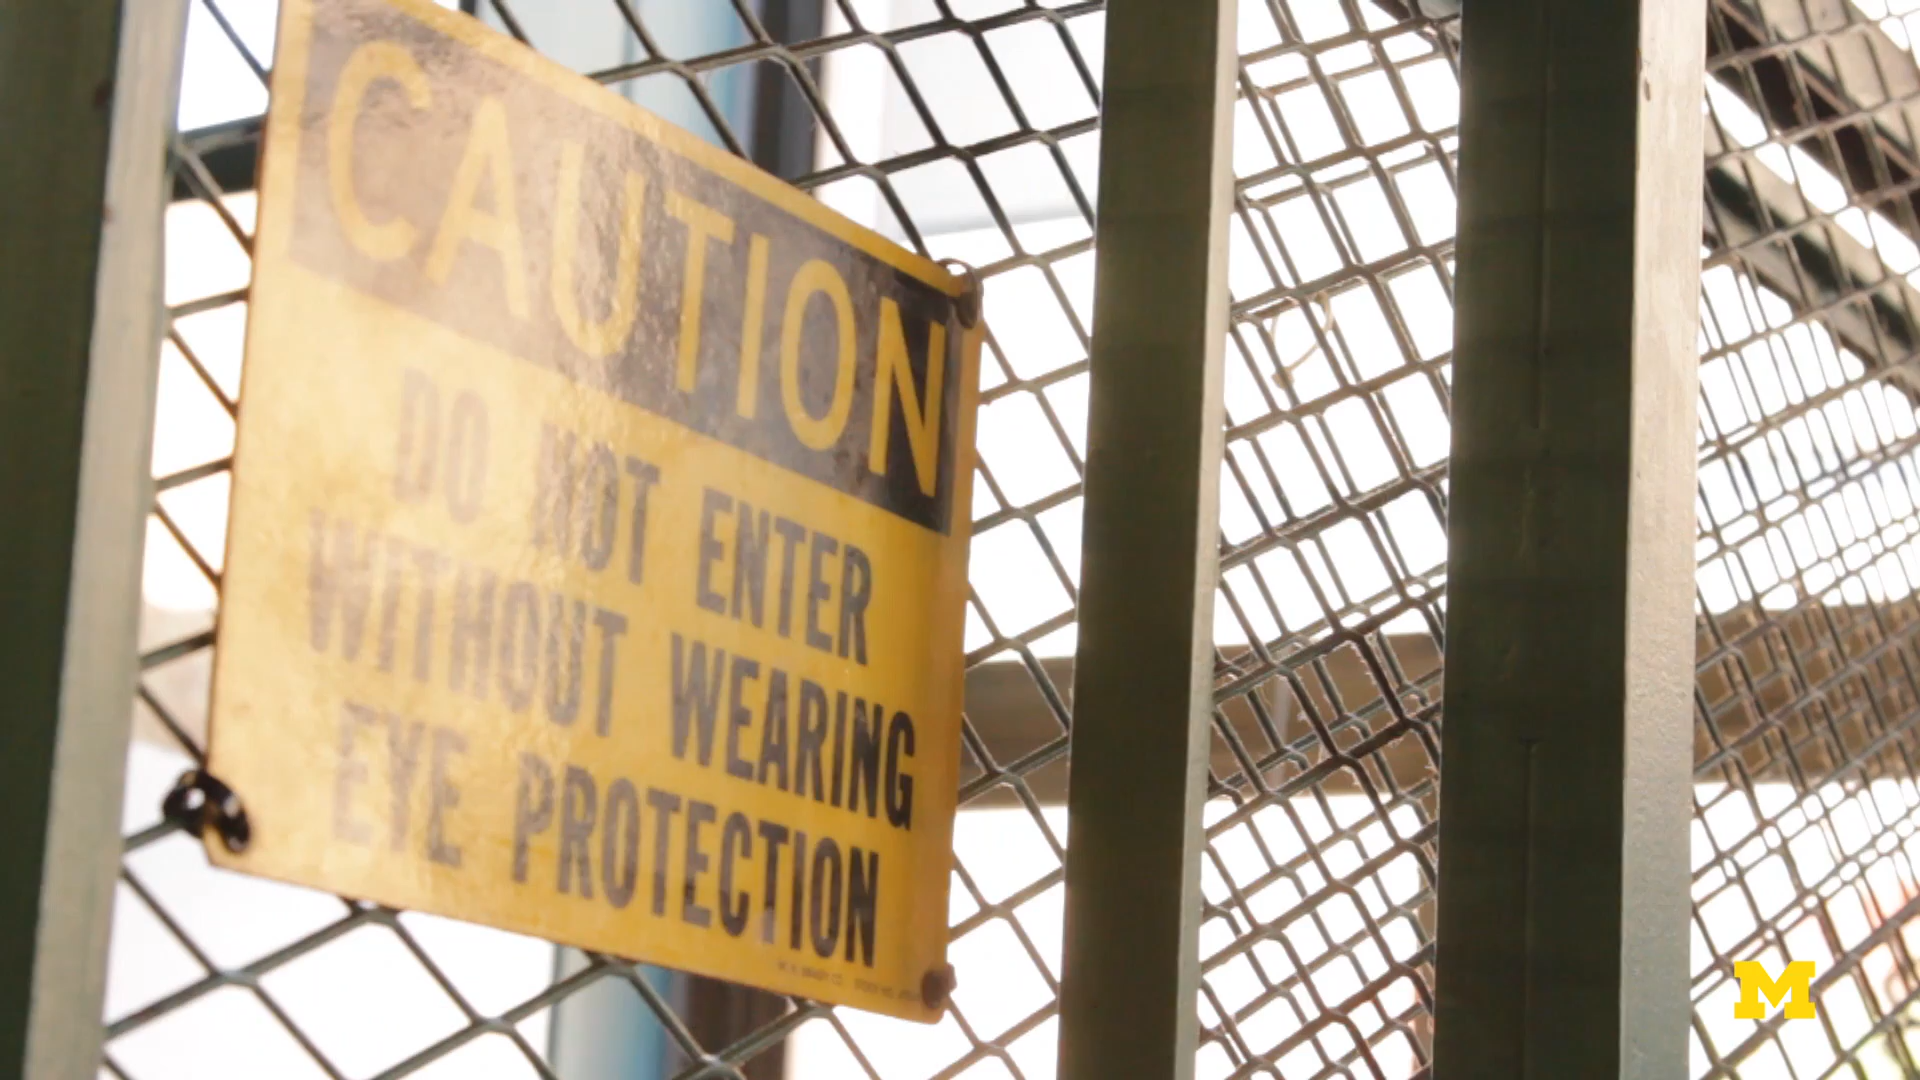 CAUTION
DO NOT ENTER
WITHOUT WEARING
EYE PROTECTION
M